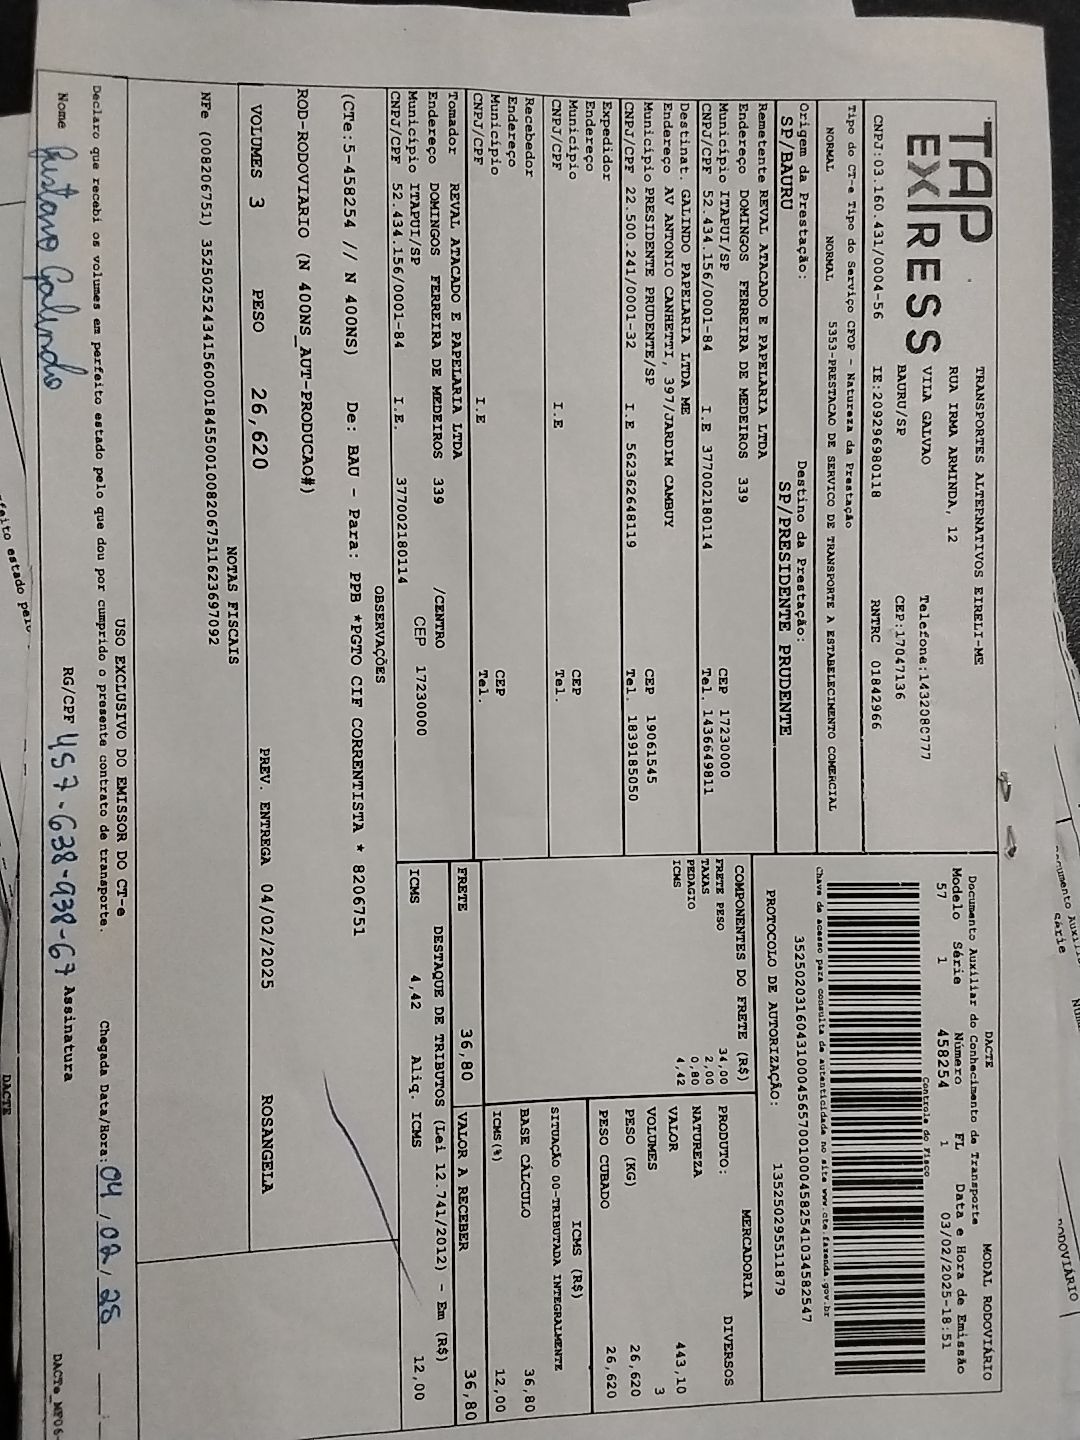 TAP
EXPRESS
TRANSPORTES ALTERNATIVOS EIRELI-ME
RUA IRMA ARMINDA, 12
VILA GALVAO
BAURU/SP
Telefone:1432080777
CEP:17047136
CNPJ:03.160.431/0004-56 IE:209296980118 RNTRC 01842966
DACTE MODAL RODOVIÁRIO
Documento Auxiliar do Conhecimento de Transporte
Modelo Série Número FL Data e Hora de Emissão
57 1 458254 1 03/02/2025-18:51
Controle do Fisco
Chave de acesso para consulta de autenticidade no site www.cte.fazenda.gov.br
35250203160431000456570010004582541034582547
PROTOCOLO DE AUTORIZAÇÃO: 135250295511879
Tipo do CT-e Tipo do Serviço CFOP - Natureza da Prestação
NORMAL NORMAL 5353-PRESTACAO DE SERVICO DE TRANSPORTE A ESTABELECIMENTO COMERCIAL
Origem da Prestação: Destino da Prestação:
SP/BAURU SP/PRESIDENTE PRUDENTE
Remetente REVAL ATACADO E PAPELARIA LTDA
Endereço DOMINGOS FERREIRA DE MEDEIROS 339
Município ITAPUI/SP CEP 17230000
CNPJ/CPF 52.434.156/0001-84 I.E 377002180114 Tel. 1436649811
Destinat. GALINDO PAPELARIA LTDA ME
Endereço AV ANTONIO CANHETTI, 397/JARDIM CAMBUY
Município PRESIDENTE PRUDENTE/SP CEP 19061545
CNPJ/CPF 22.500.241/0001-32 I.E 562362648119 Tel. 1839185050
Expedidor
Endereço
Município CEP
CNPJ/CPF I.E Tel.
Recebedor
Endereço
Município CEP
CNPJ/CPF I.E Tel.
Tomador REVAL ATACADO E PAPELARIA LTDA
Endereço DOMINGOS FERREIRA DE MEDEIROS 339 /CENTRO
Município ITAPUI/SP CEP 17230000
CNPJ/CPF 52.434.156/0001-84 I.E. 377002180114
COMPONENTES DO FRETE (R$)
FRETE PESO 34,00
TAXAS 2,00
PEDAGIO 0,80
ICMS 4,42
MERCADORIA
PRODUTO: DIVERSOS
NATUREZA
VALOR 443,10
VOLUMES 3
PESO (KG) 26,620
PESO CUBADO 26,620
ICMS (R$)
SITUAÇÃO 00-TRIBUTADA INTEGRALMENTE
BASE CÁLCULO 36,80
ICMS(%) 12,00
FRETE 36,80 VALOR A RECEBER 36,80
DESTAQUE DE TRIBUTOS (Lei 12.741/2012) - Em (R$)
ICMS 4,42 Aliq. ICMS 12,00
OBSERVAÇÕES
(CTe:5-458254 // N 400NS) De: BAU - Para: PPB *PGTO CIF CORRENTISTA * 8206751
ROD-RODOVIARIO (N 400NS_AUT-PRODUCAO#)
VOLUMES 3 PESO 26,620 PREV. ENTREGA 04/02/2025 ROSANGELA
NOTAS FISCAIS
NFe (008206751) 35250252434156000184550010082067511623697092
USO EXCLUSIVO DO EMISSOR DO CT-e
Declaro que recebi os volumes em perfeito estado pelo que dou por cumprido o presente contrato de transporte. Chegada Data/Hora: 04/02/25
Nome Gustavo Galindo RG/CPF 457-638-938-67 Assinatura
DACTe_MF06-
feito estado pelo
DACTE
Série
RODOVIÁRIO